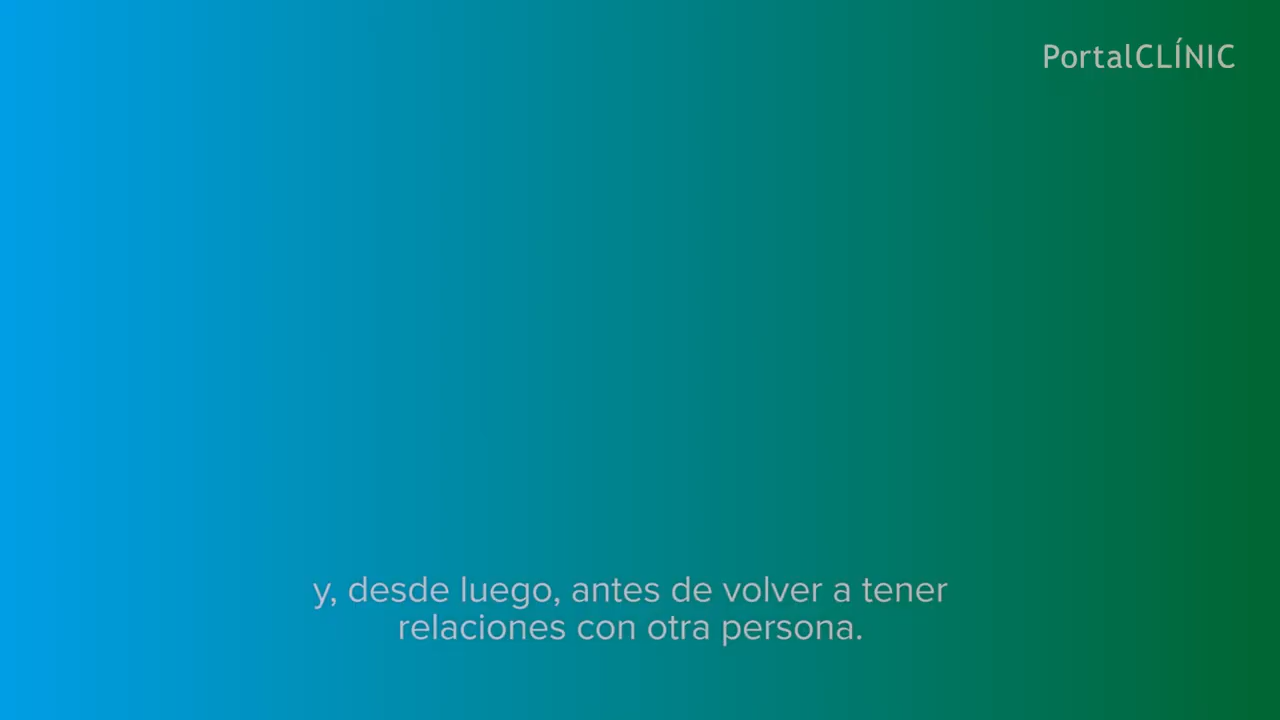 PortalCLÍNIC
y, desde luego, antes de volver a tener
relaciones con otra persona.